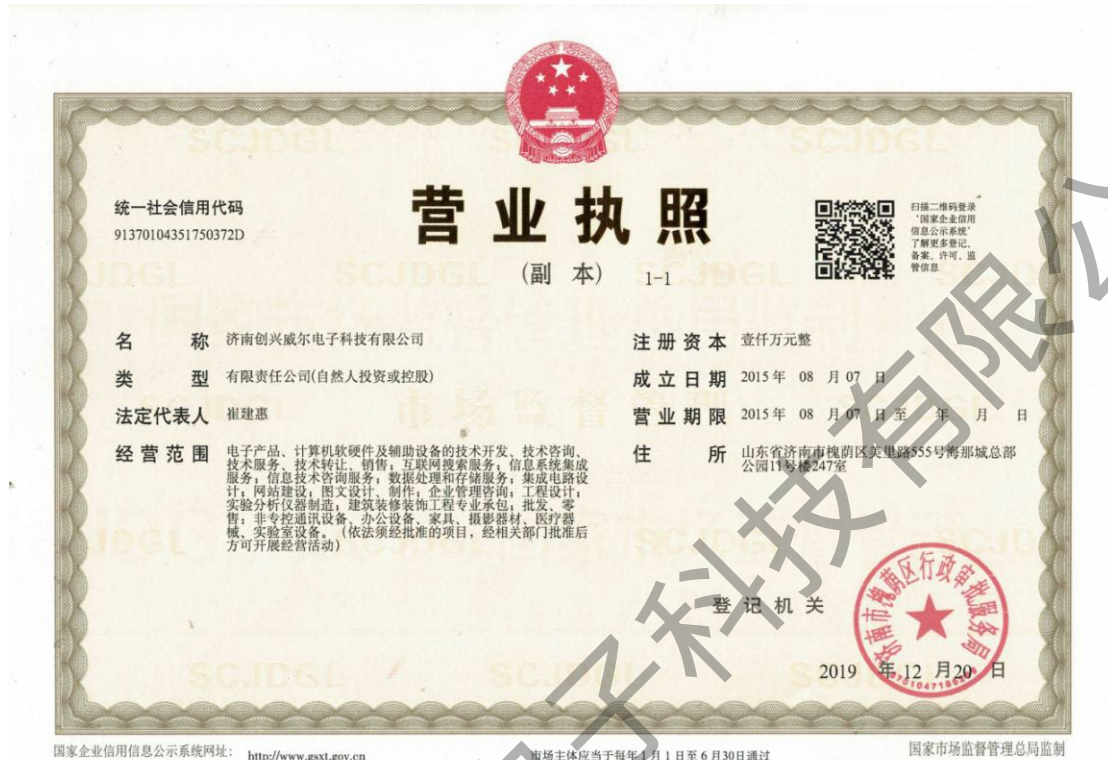 统一社会信用代码
91370104351750372D
营业执照
(副 本) 1-1
扫描二维码登录
'国家企业信用
信息公示系统'
了解更多登记、
备案、许可、监
管信息
名 称 济南创兴威尔电子科技有限公司
类 型 有限责任公司(自然人投资或控股)
法定代表人 崔建惠
经营范围 电子产品、计算机软硬件及辅助设备的技术开发、技术咨询、
技术服务、技术转让、销售;互联网搜索服务;信息系统集成
服务;信息技术咨询服务;数据处理和存储服务;集成电路设
计;网站建设;图文设计、制作;企业管理咨询;工程设计;
实验分析仪器制造;建筑装修装饰工程专业承包;批发、零
售:非专控通讯设备、办公设备、家具、摄影器材、医疗器
械、实验室设备。(依法须经批准的项目,经相关部门批准后
方可开展经营活动)
注册资本 壹仟万元整
成立日期 2015年 08 月 07 日
营业期限 2015年 08 月 07 日 至 年 月 日
住 所 山东省济南市槐荫区美里路555号海那城总部
公园11号楼247室
登记机关
济南市槐荫区行政审批服务局
2019 年 12 月 20 日
国家企业信用信息公示系统网址: http://www.gsxt.gov.cn
市场主体应当于每年1月1日至6月30日通过
国家市场监督管理总局监制
子科技有限公